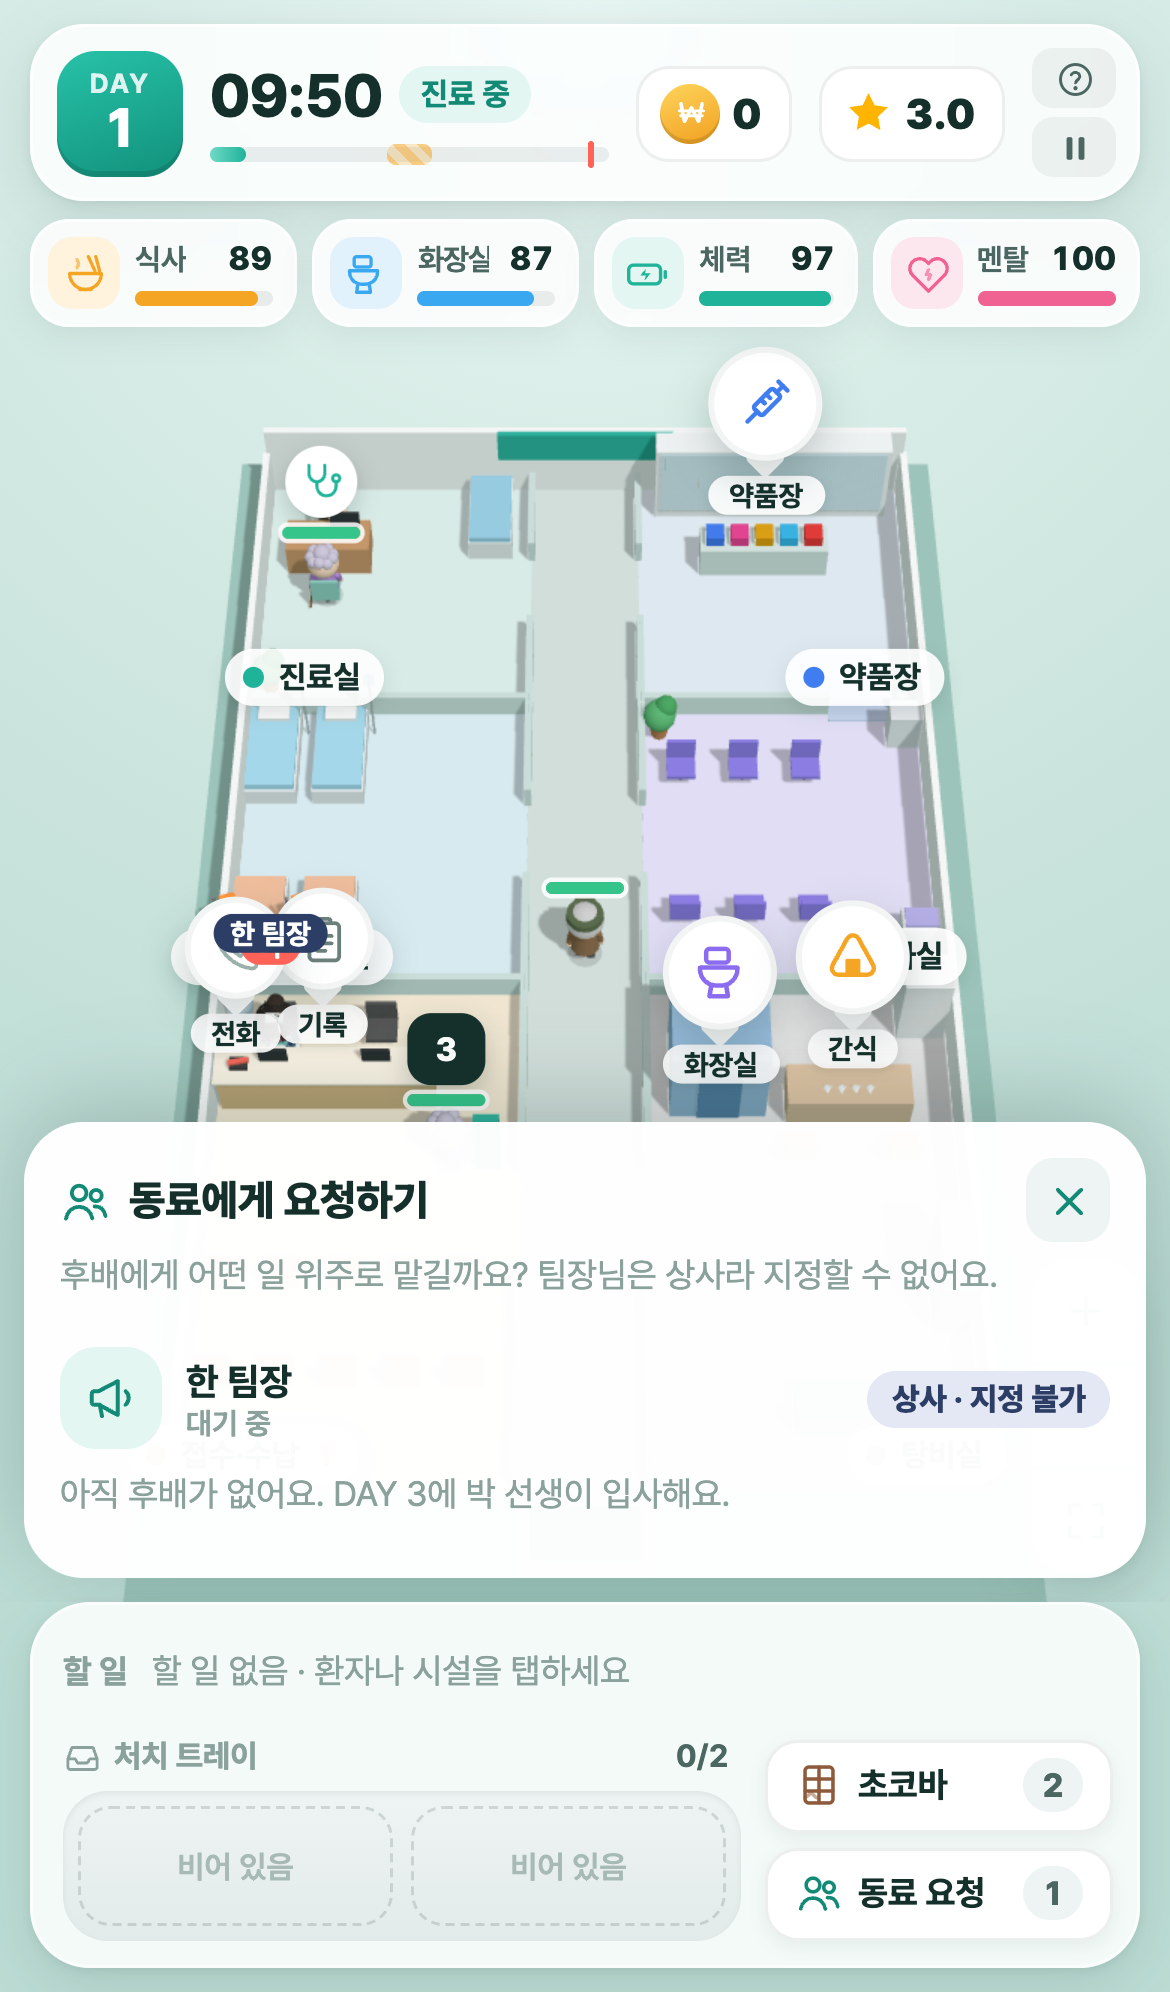 DAY
1
09:50
진료 중
0
3.0
식사 89
화장실 87
체력 97
멘탈 100
약품장
진료실
약품장
한 팀장
전화
기록
3
화장실
간식
동료에게 요청하기
후배에게 어떤 일 위주로 맡길까요? 팀장님은 상사라 지정할 수 없어요.
한 팀장
대기 중
상사 · 지정 불가
접수·수납 1
탕비실
아직 후배가 없어요. DAY 3에 박 선생이 입사해요.
할 일 할 일 없음 · 환자나 시설을 탭하세요
처치 트레이 0/2
비어 있음
비어 있음
초코바 2
동료 요청 1